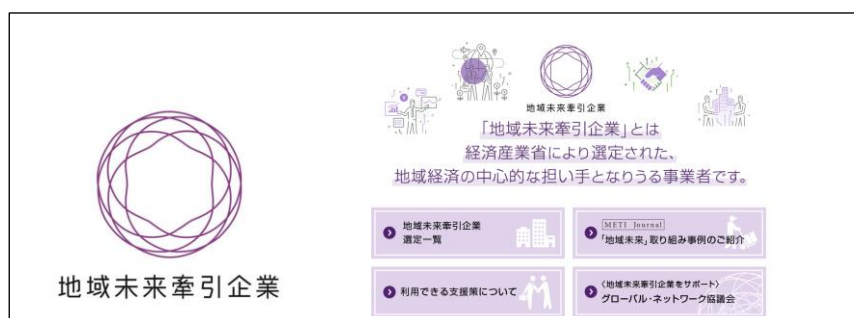 地域未来牽引企業
地域未来牽引企業
「地域未来牽引企業」とは
経済産業省により選定された、
地域経済の中心的な担い手となりうる事業者です。
地域未来牽引企業
選定一覧
METI Journal
「地域未来」取り組み事例のご紹介
利用できる支援策について
〈地域未来牽引企業をサポート〉
グローバル・ネットワーク協議会